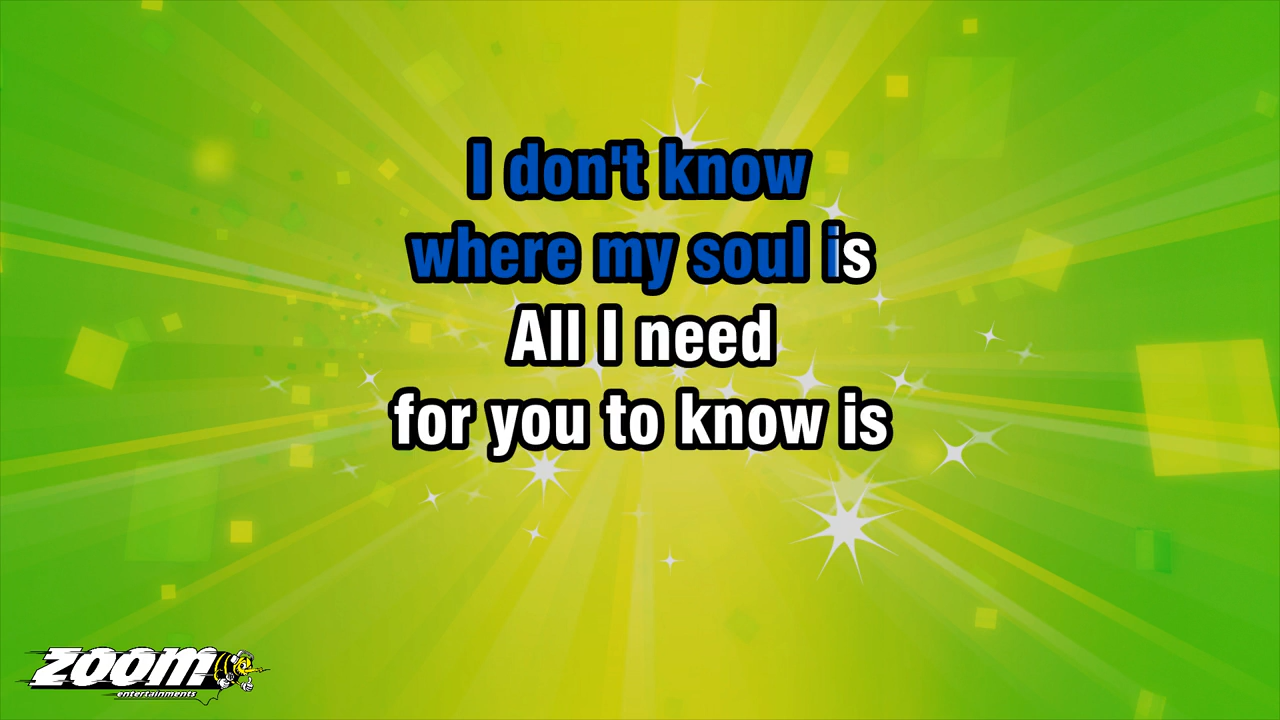 I don't know
where my soul is
All I need
for you to know is
zoom
entertainments